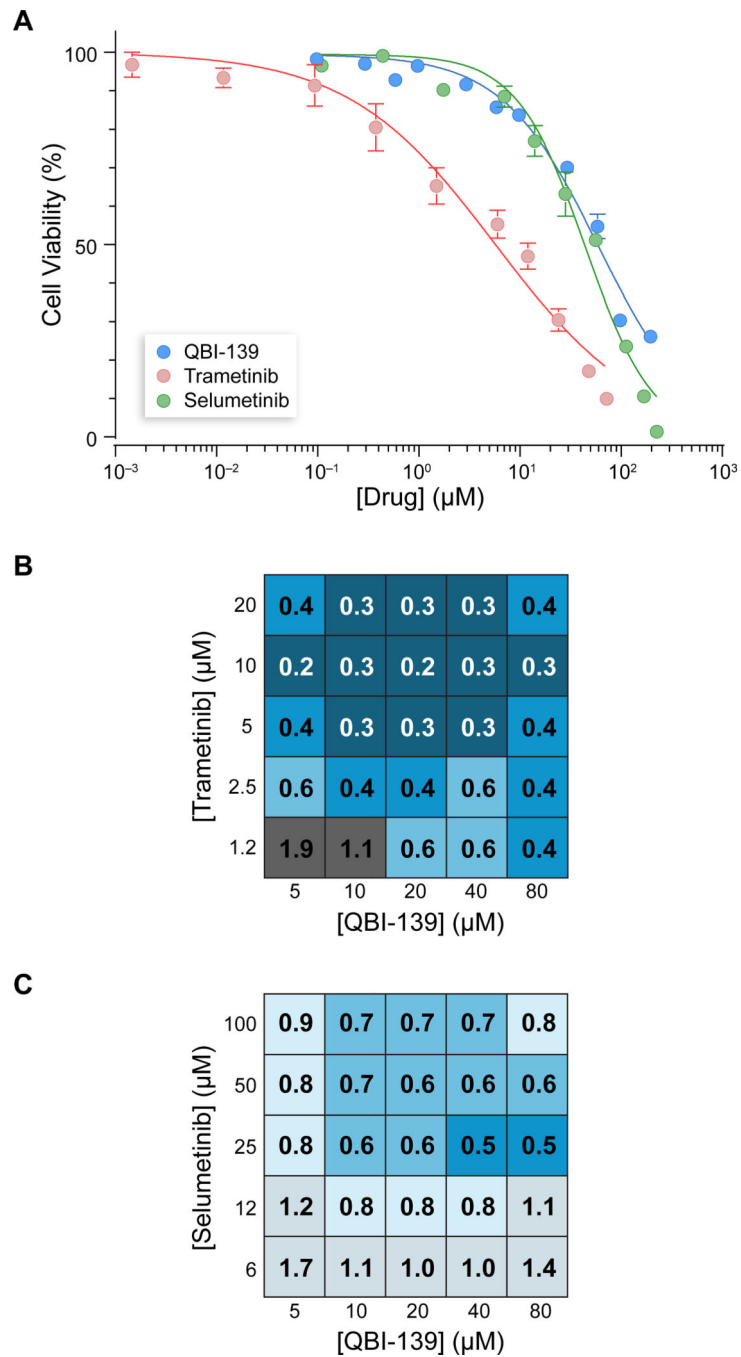 A
100
50
0
Cell Viability (%)
QBI-139
Trametinib
Selumetinib
10⁻³ 10⁻² 10⁻¹ 10⁰ 10¹ 10² 10³
[Drug] (µM)
B
[Trametinib] (µM)
20 0.4 0.3 0.3 0.3 0.4
10 0.2 0.3 0.2 0.3 0.3
5 0.4 0.3 0.3 0.3 0.4
2.5 0.6 0.4 0.4 0.6 0.4
1.2 1.9 1.1 0.6 0.6 0.4
5 10 20 40 80
[QBI-139] (µM)
C
[Selumetinib] (µM)
100 0.9 0.7 0.7 0.7 0.8
50 0.8 0.7 0.6 0.6 0.6
25 0.8 0.6 0.6 0.5 0.5
12 1.2 0.8 0.8 0.8 1.1
6 1.7 1.1 1.0 1.0 1.4
5 10 20 40 80
[QBI-139] (µM)